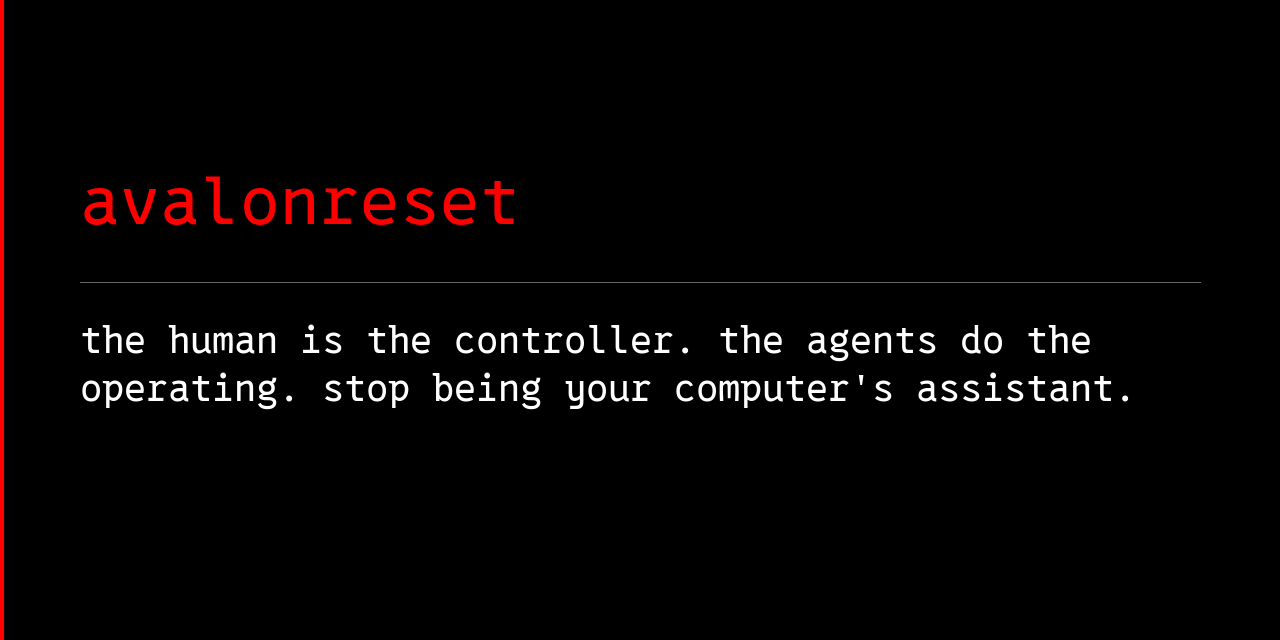 avalonreset
the human is the controller. the agents do the
operating. stop being your computer's assistant.